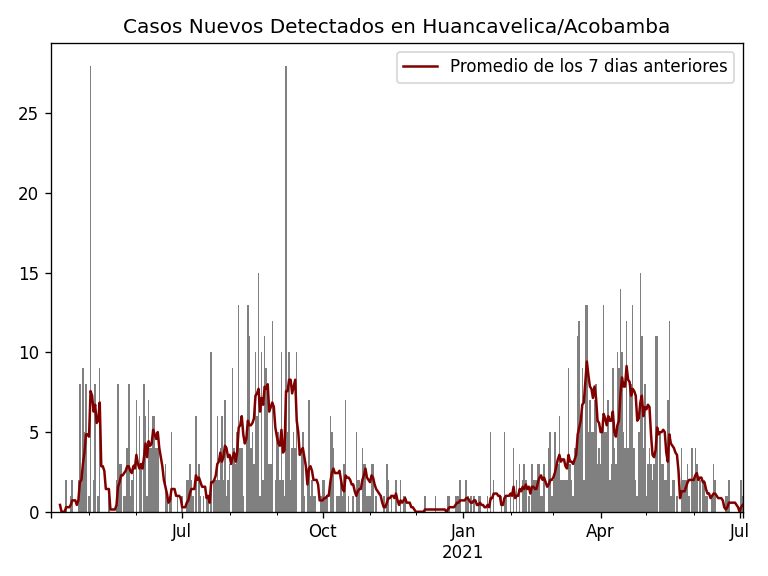 Casos Nuevos Detectados en Huancavelica/Acobamba
Promedio de los 7 dias anteriores
25
20
15
10
5
0
Jul Oct Jan Apr Jul
2021